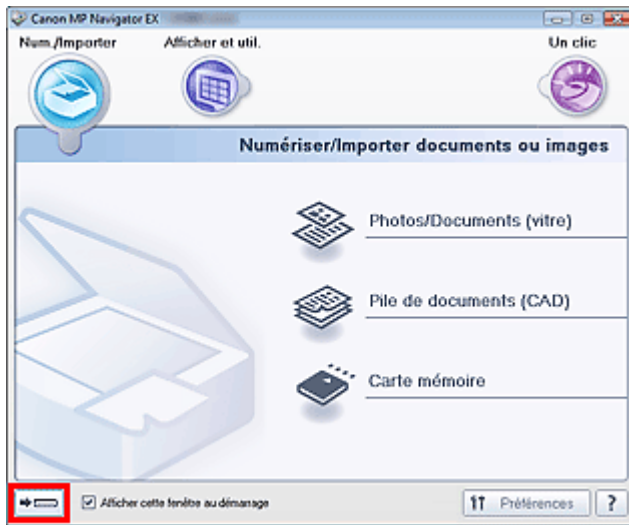 Canon MP Navigator EX
Num./Importer
Afficher et util.
Un clic
Numériser/Importer documents ou images
Photos/Documents (vitre)
Pile de documents (CAD)
Carte mémoire
Afficher cette fenêtre au démarrage
Préférences
?